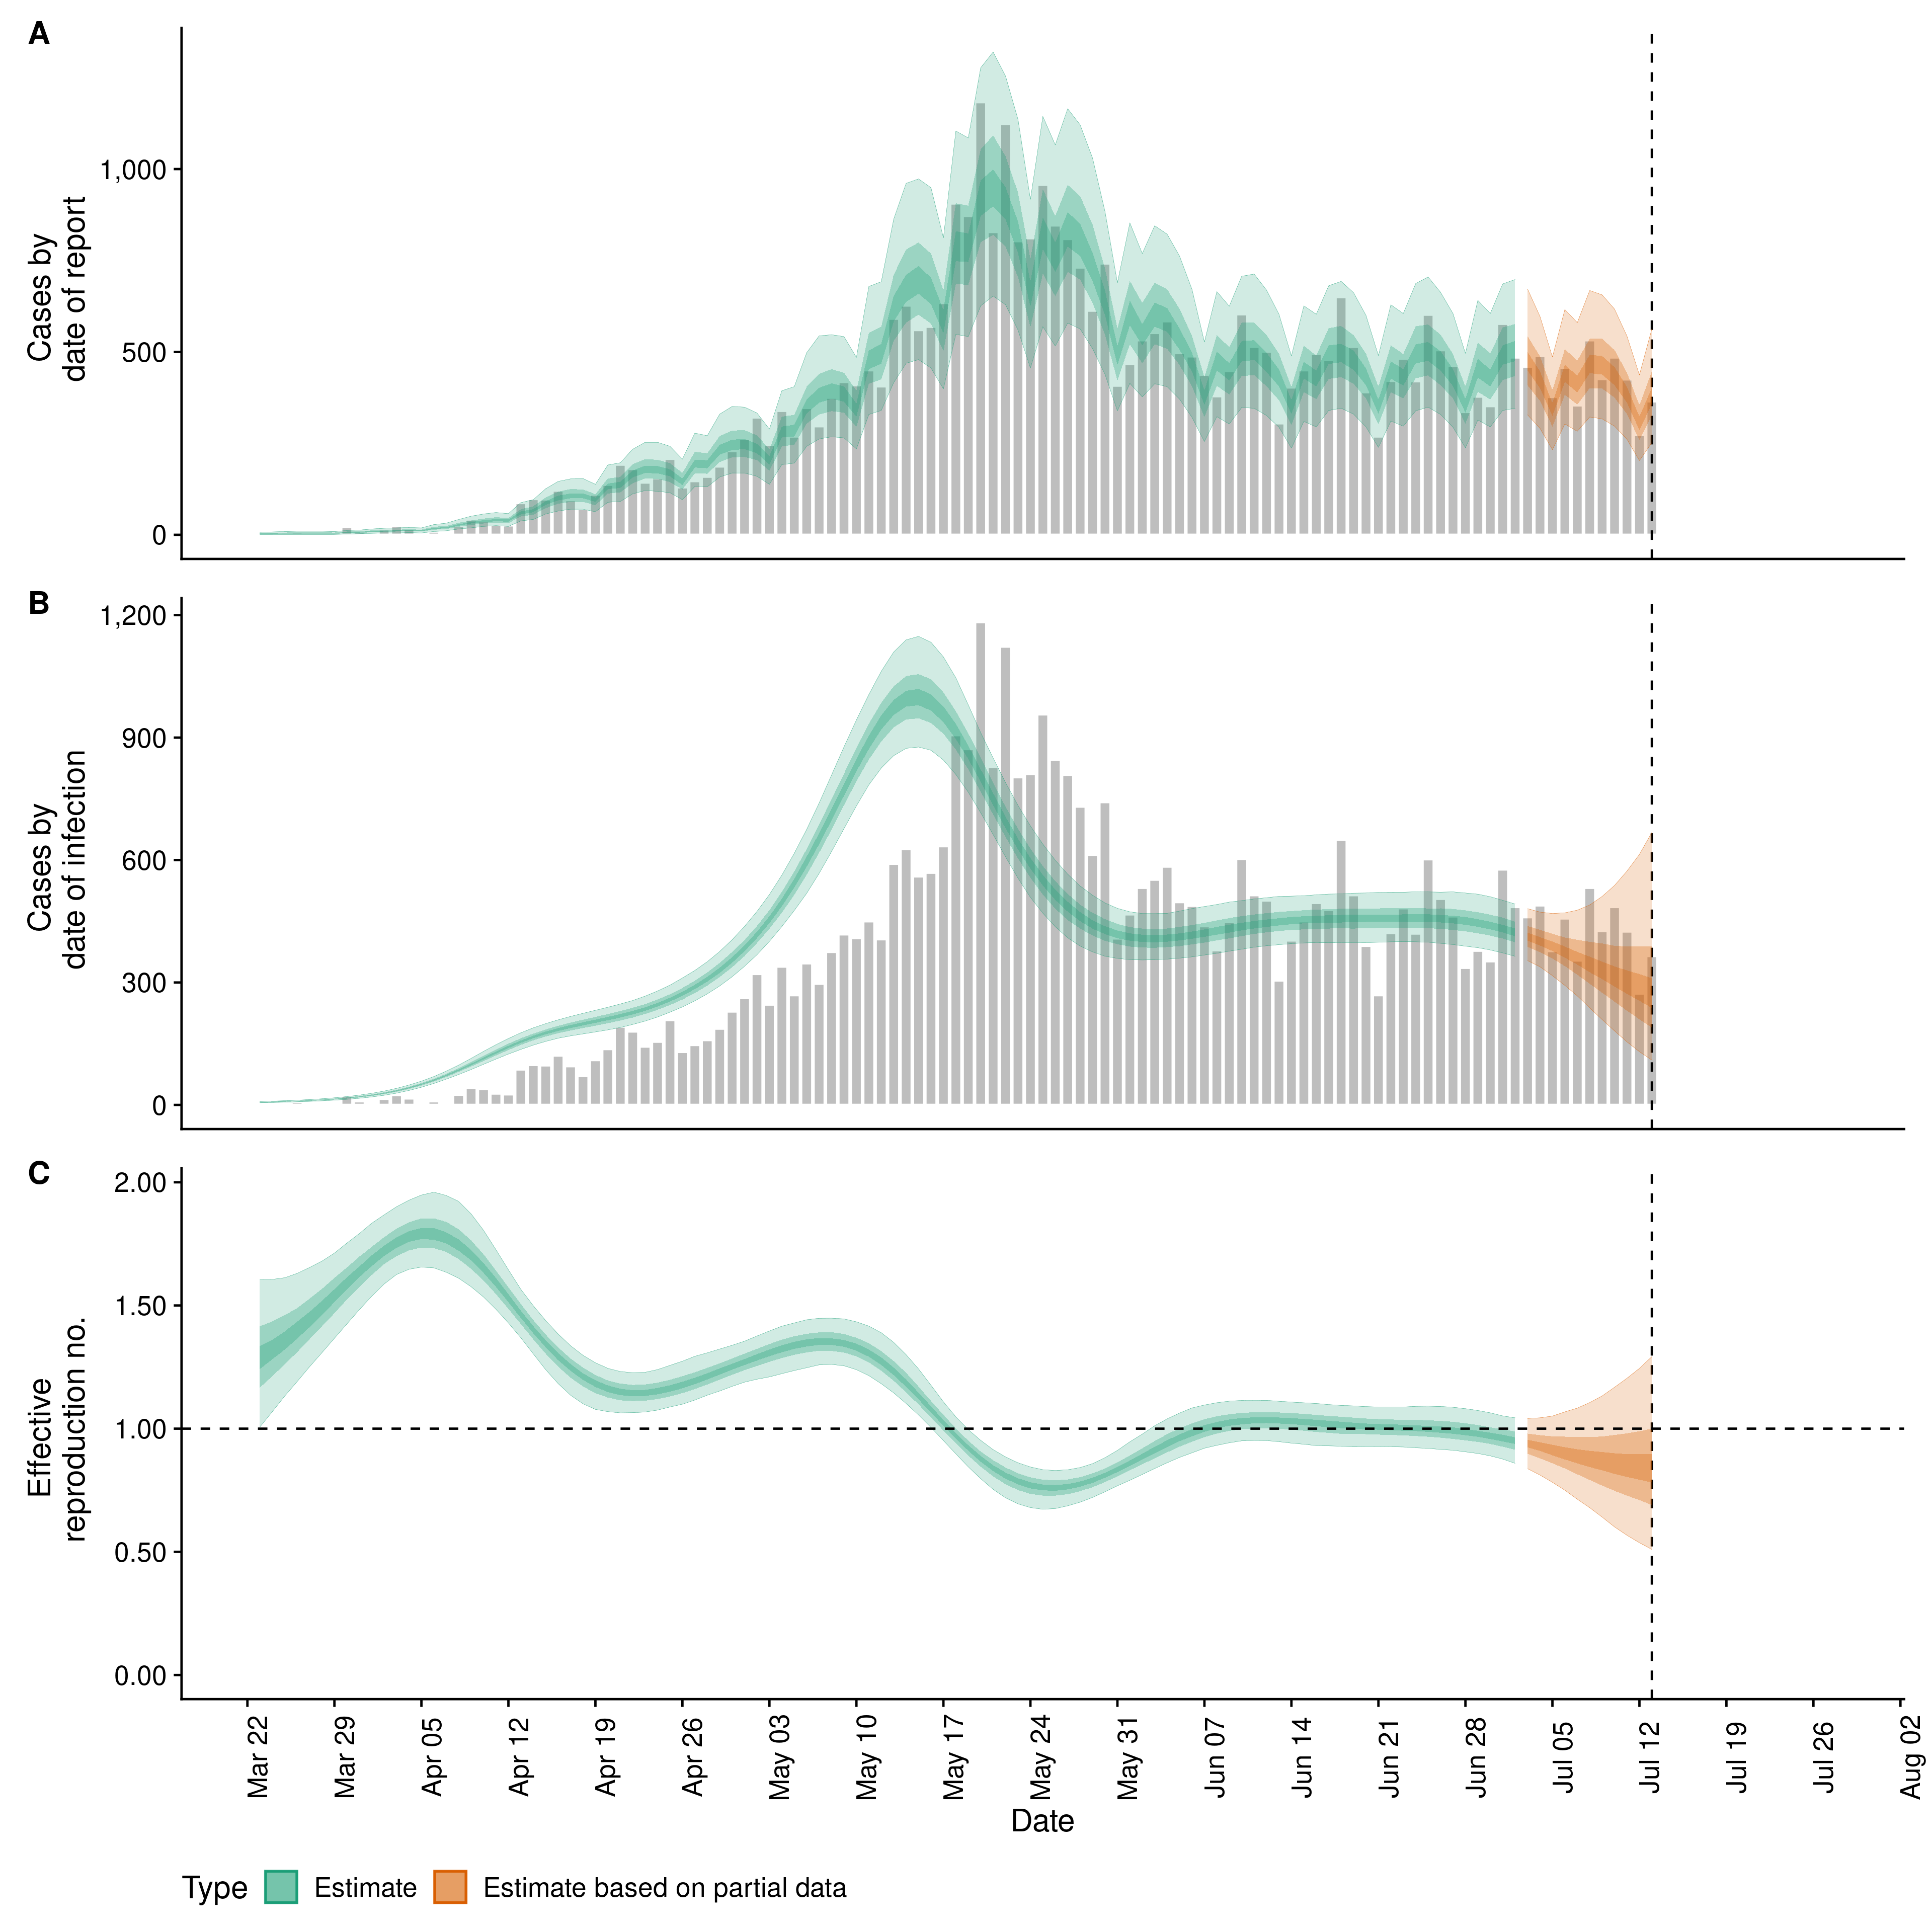 A
Cases by
date of report
1,000
500
0
B
Cases by
date of infection
1,200
900
600
300
0
C
Effective
reproduction no.
2.00
1.50
1.00
0.50
0.00
Mar 22
Mar 29
Apr 05
Apr 12
Apr 19
Apr 26
May 03
May 10
May 17
May 24
May 31
Jun 07
Jun 14
Jun 21
Jun 28
Jul 05
Jul 12
Jul 19
Jul 26
Aug 02
Date
Type Estimate Estimate based on partial data